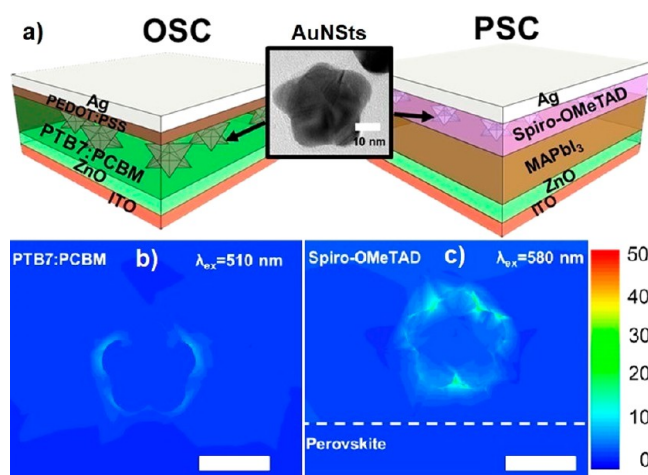 a)
OSC
AuNSts
PSC
Ag
PEDOT:PSS
PTB7:PCBM
ZnO
ITO
10 nm
Ag
Spiro-OMeTAD
MAPbI₃
ZnO
ITO
PTB7:PCBM
b)
λex=510 nm
Spiro-OMeTAD
c)
λex=580 nm
Perovskite
50
40
30
20
10
0